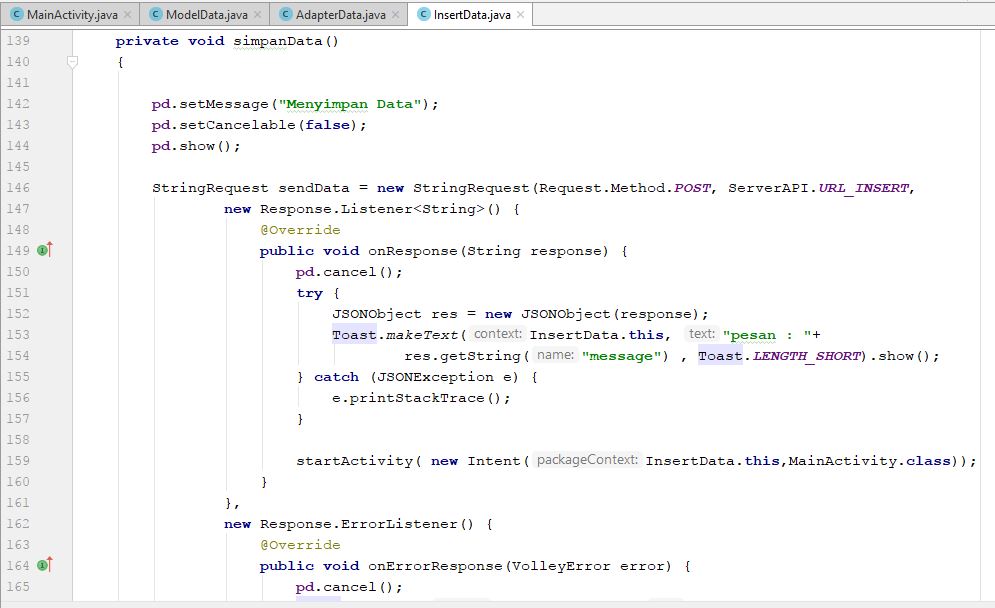 MainActivity.java × ModelData.java × AdapterData.java × InsertData.java ×
139 private void simpanData()
140 {
141
142 pd.setMessage("Menyimpan Data");
143 pd.setCancelable(false);
144 pd.show();
145
146 StringRequest sendData = new StringRequest(Request.Method.POST, ServerAPI.URL_INSERT,
147 new Response.Listener<String>() {
148 @Override
149 public void onResponse(String response) {
150 pd.cancel();
151 try {
152 JSONObject res = new JSONObject(response);
153 Toast.makeText( context: InsertData.this, text: "pesan : "+
154 res.getString( name: "message") , Toast.LENGTH_SHORT).show();
155 } catch (JSONException e) {
156 e.printStackTrace();
157 }
158
159 startActivity( new Intent( packageContext: InsertData.this,MainActivity.class));
160 }
161 },
162 new Response.ErrorListener() {
163 @Override
164 public void onErrorResponse(VolleyError error) {
165 pd.cancel();